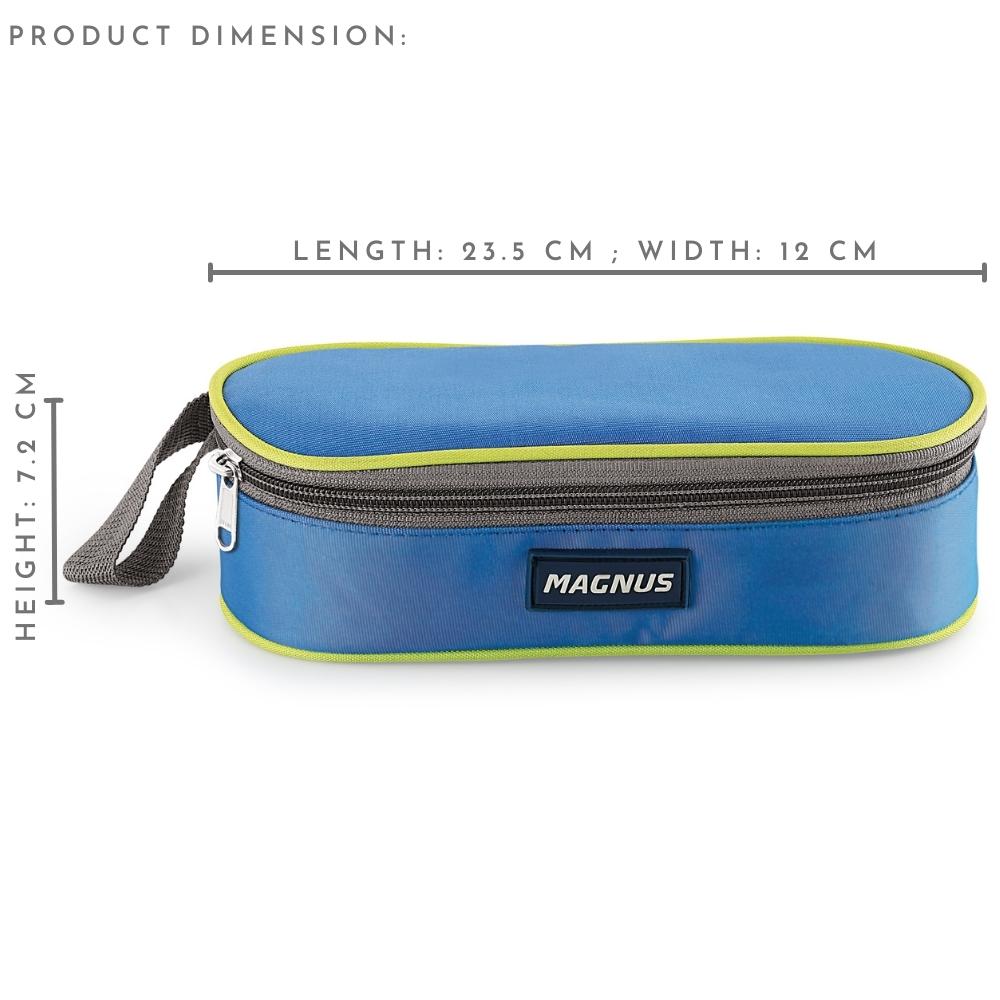 PRODUCT DIMENSION:
LENGTH: 23.5 CM ; WIDTH: 12 CM
HEIGHT: 7.2 CM
MAGNUS